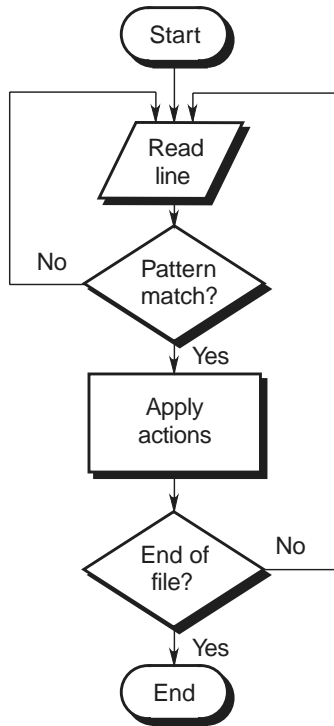 Start
Read
line
No
Pattern
match?
Yes
Apply
actions
End of
file?
No
Yes
End